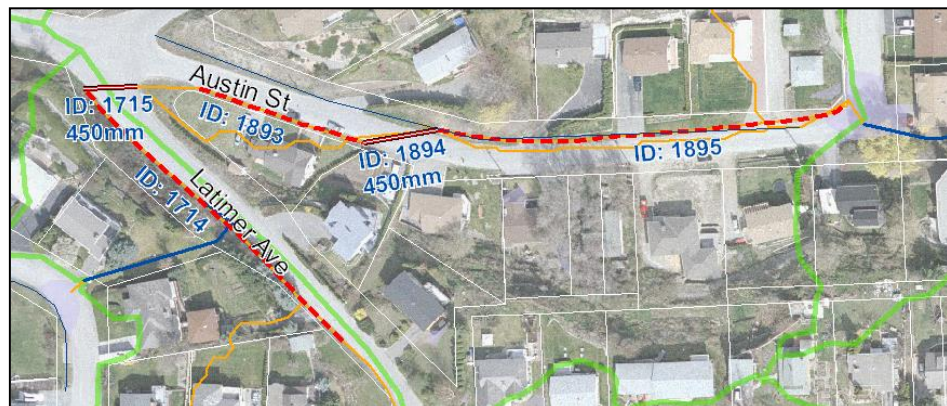 Austin St
ID: 1715
450mm
ID: 1893
ID: 1894
450mm
ID: 1895
ID: 1714
Latimer Ave